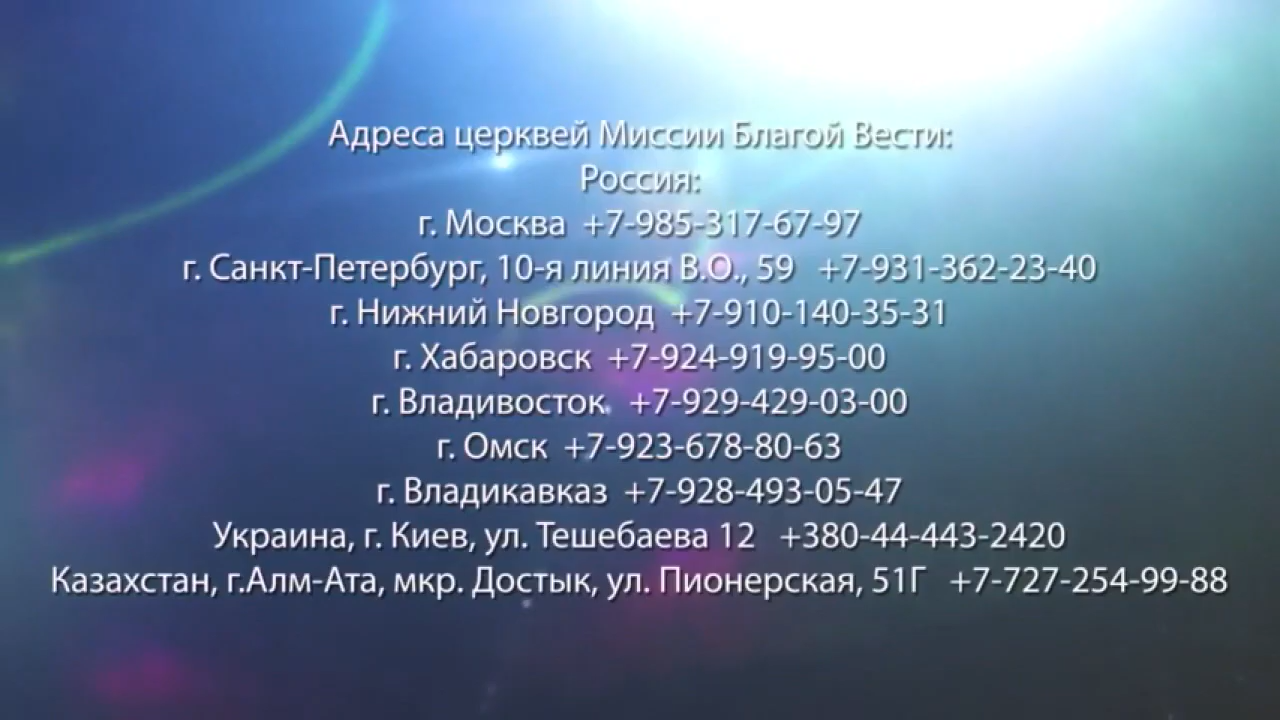 Адреса церквей Миссии Благой Вести:
Россия:
г. Москва +7-985-317-67-97
г. Санкт-Петербург, 10-я линия В.О., 59 +7-931-362-23-40
г. Нижний Новгород +7-910-140-35-31
г. Хабаровск +7-924-919-95-00
г. Владивосток +7-929-429-03-00
г. Омск +7-923-678-80-63
г. Владикавказ +7-928-493-05-47
Украина, г. Киев, ул. Тешебаева 12 +380-44-443-2420
Казахстан, г.Алм-Ата, мкр. Достык, ул. Пионерская, 51Г +7-727-254-99-88